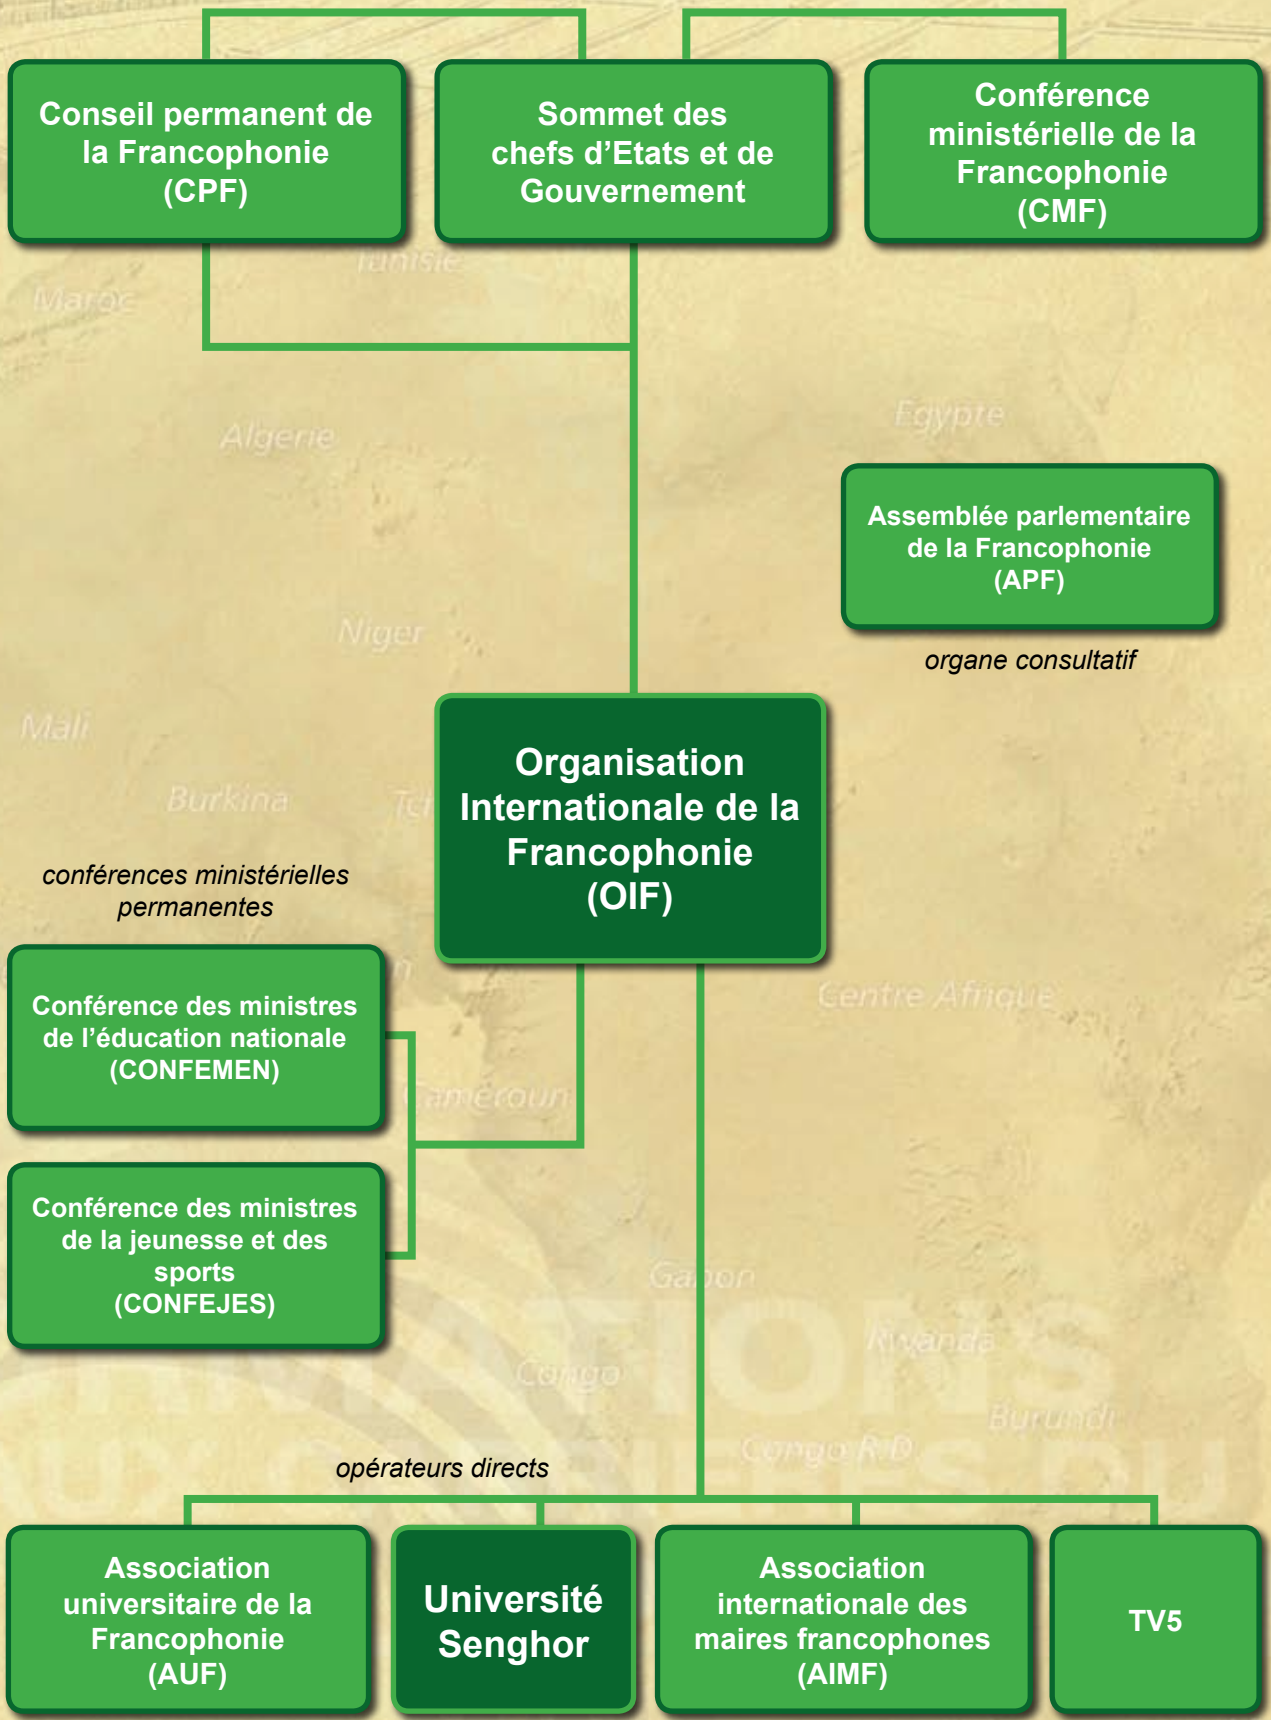 Conseil permanent de
la Francophonie
(CPF)
Sommet des
chefs d’Etats et de
Gouvernement
Conférence
ministérielle de la
Francophonie
(CMF)
Tunisie
Maroc
Algerie
Egypte
Assemblée parlementaire
de la Francophonie
(APF)
organe consultatif
Niger
Mali
Burkina
Organisation
Internationale de la
Francophonie
(OIF)
conférences ministérielles
permanentes
Conférence des ministres
de l’éducation nationale
(CONFEMEN)
Centre Afrique
Cameroun
Conférence des ministres
de la jeunesse et des
sports
(CONFEJES)
Gabon
Rwanda
Congo
Burundi
Congo R.D
opérateurs directs
Association
universitaire de la
Francophonie
(AUF)
Université
Senghor
Association
internationale des
maires francophones
(AIMF)
TV5